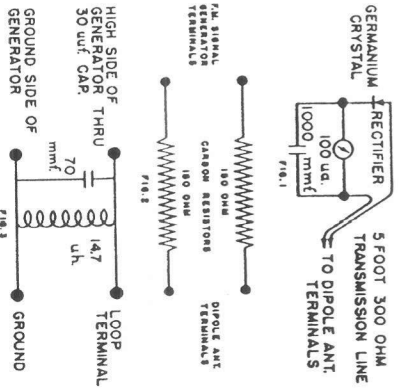 GERMANIUM
CRYSTAL
RECTIFIER
100 ua.
1000 mmf.
FIG. 1
5 FOOT 300 OHM
TRANSMISSION LINE
TO DIPOLE ANT.
TERMINALS
F.M. SIGNAL
GENERATOR
TERMINALS
180 OHM
CARBON RESISTORS
180 OHM
FIG. 2
DIPOLE ANT.
TERMINALS
HIGH SIDE OF
GENERATOR THRU
30 uuf. CAP.
GROUND SIDE OF
GENERATOR
70
mmf.
14.7
uh.
FIG. 3
LOOP
TERMINAL
GROUND